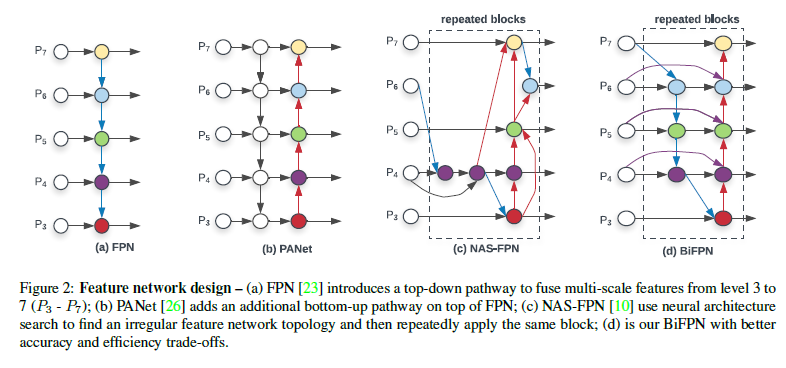 repeated blocks
repeated blocks
P7
P6
P5
P4
P3
(a) FPN
P7
P6
P5
P4
P3
(b) PANet
P7
P6
P5
P4
P3
(c) NAS-FPN
P7
P6
P5
P4
P3
(d) BiFPN
Figure 2: Feature network design – (a) FPN [23] introduces a top-down pathway to fuse multi-scale features from level 3 to
7 (P3 - P7); (b) PANet [26] adds an additional bottom-up pathway on top of FPN; (c) NAS-FPN [10] use neural architecture
search to find an irregular feature network topology and then repeatedly apply the same block; (d) is our BiFPN with better
accuracy and efficiency trade-offs.